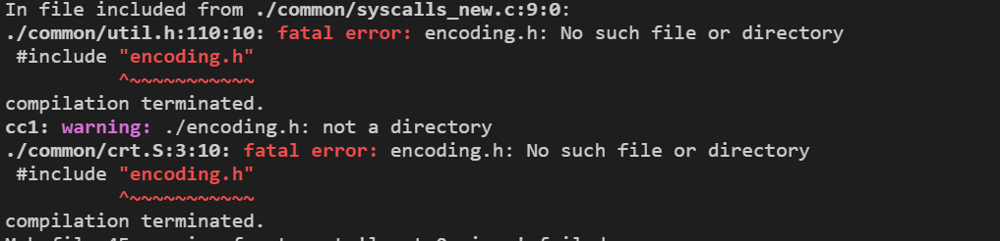 In file included from ./common/syscalls_new.c:9:0:
./common/util.h:110:10: fatal error: encoding.h: No such file or directory
 #include "encoding.h"
          ^~~~~~~~~~~~
compilation terminated.
cc1: warning: ./encoding.h: not a directory
./common/crt.S:3:10: fatal error: encoding.h: No such file or directory
 #include "encoding.h"
          ^~~~~~~~~~~~
compilation terminated.